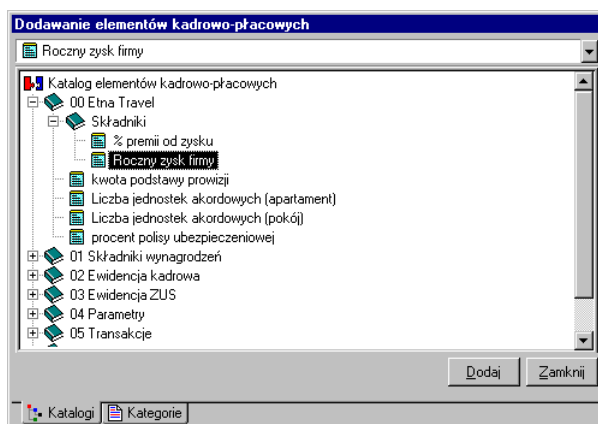 Dodawanie elementów kadrowo-płacowych
Roczny zysk firmy
Katalog elementów kadrowo-płacowych
00 Etna Travel
Składniki
% premii od zysku
Roczny zysk firmy
kwota podstawy prowizji
Liczba jednostek akordowych (apartament)
Liczba jednostek akordowych (pokój)
procent polisy ubezpieczeniowej
01 Składniki wynagrodzeń
02 Ewidencja kadrowa
03 Ewidencja ZUS
04 Parametry
05 Transakcje
Dodaj Zamknij
Katalogi Kategorie